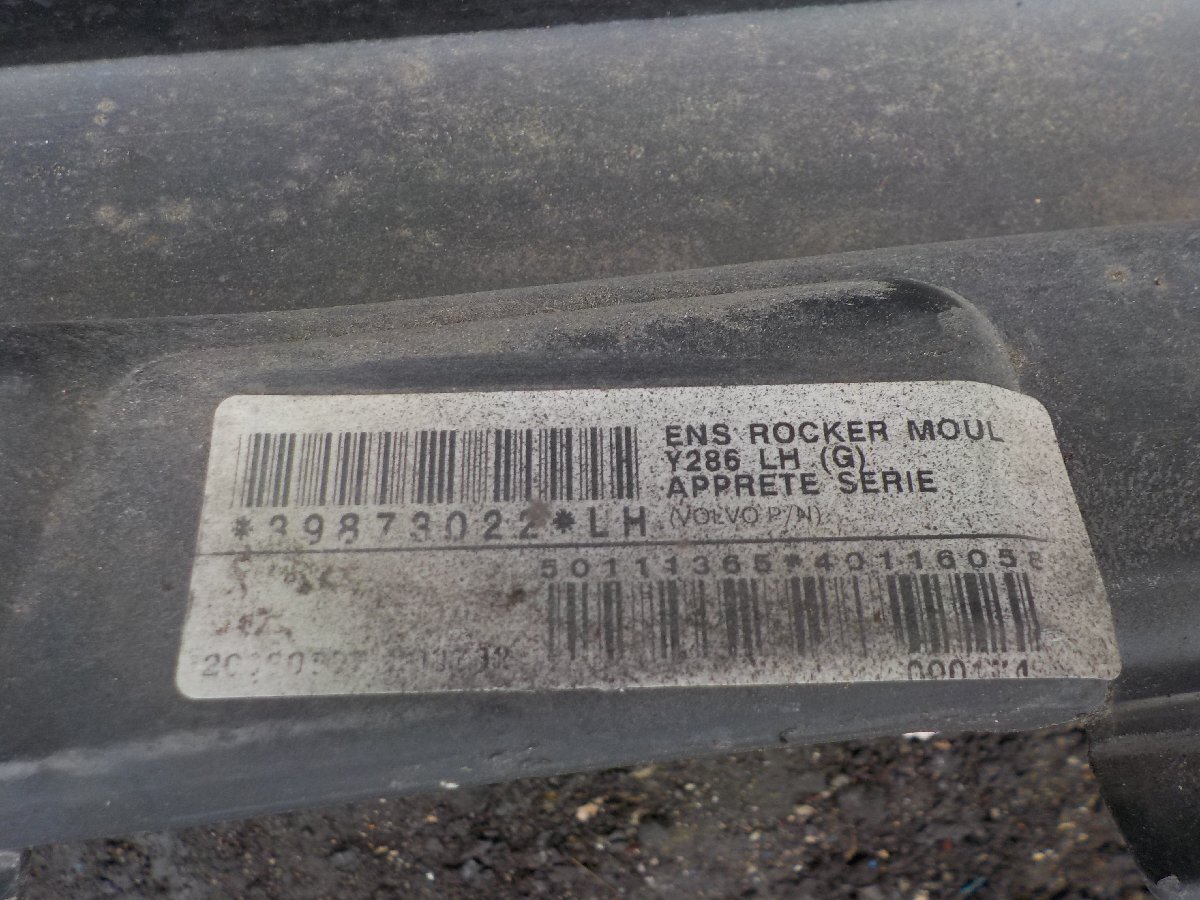 ENS ROCKER MOUL
Y286 LH (G)
APPRETE SERIE
*39873022*LH (VOLVO P/N)
50111365*40116058